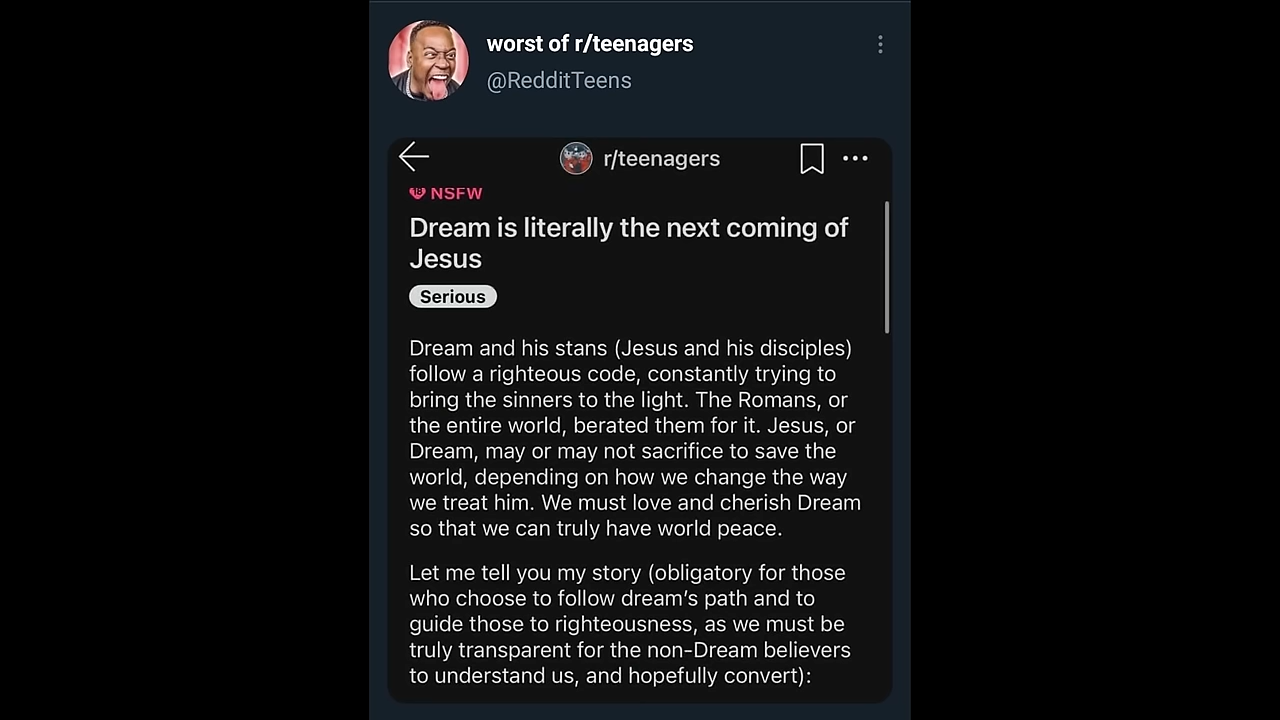 worst of r/teenagers
@RedditTeens
r/teenagers
18 NSFW
Dream is literally the next coming of
Jesus
Serious
Dream and his stans (Jesus and his disciples)
follow a righteous code, constantly trying to
bring the sinners to the light. The Romans, or
the entire world, berated them for it. Jesus, or
Dream, may or may not sacrifice to save the
world, depending on how we change the way
we treat him. We must love and cherish Dream
so that we can truly have world peace.
Let me tell you my story (obligatory for those
who choose to follow dream’s path and to
guide those to righteousness, as we must be
truly transparent for the non-Dream believers
to understand us, and hopefully convert):